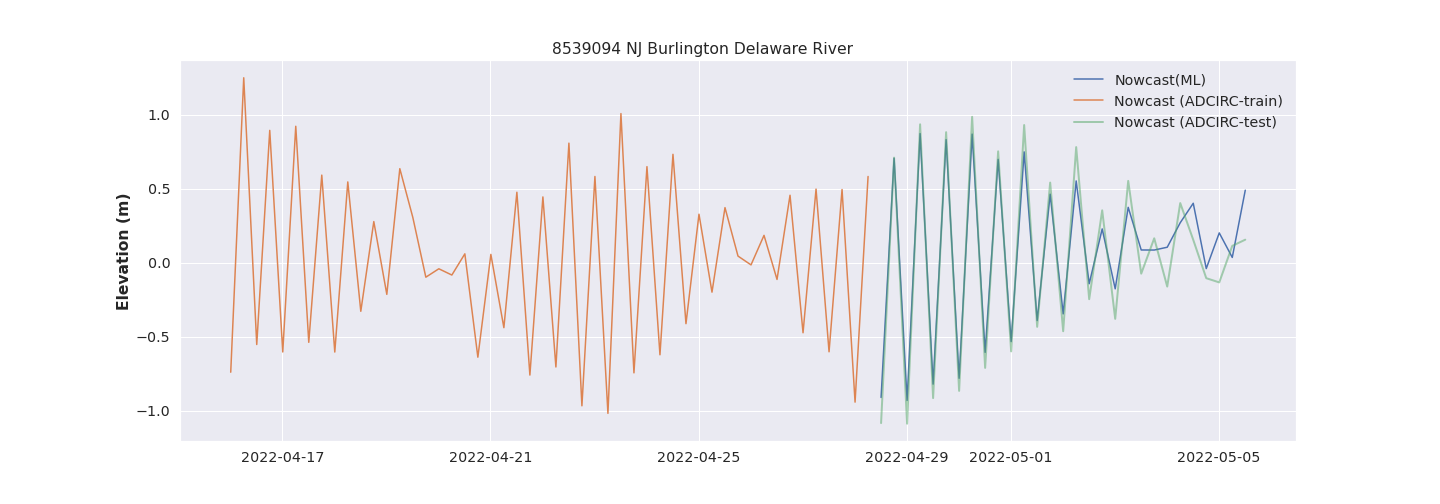 8539094 NJ Burlington Delaware River
Nowcast(ML)
Nowcast (ADCIRC-train)
Nowcast (ADCIRC-test)
Elevation (m)
1.0
0.5
0.0
−0.5
−1.0
2022-04-17 2022-04-21 2022-04-25 2022-04-29 2022-05-01 2022-05-05